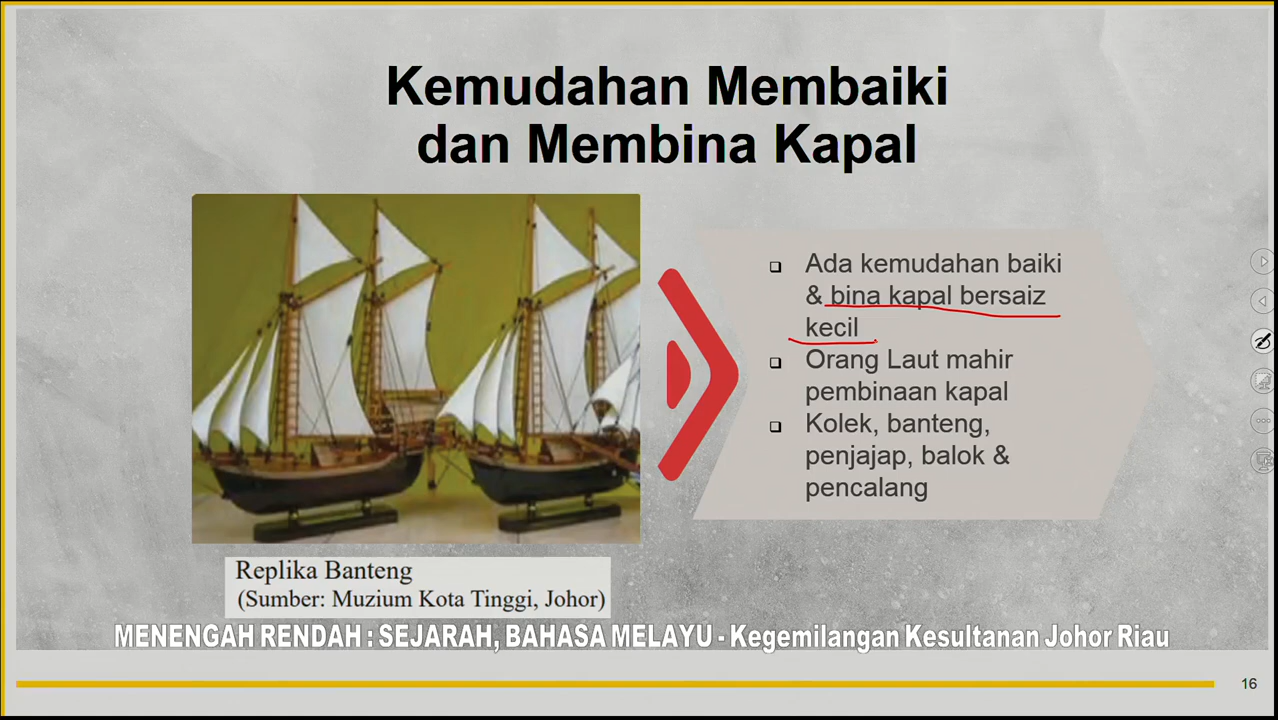 Kemudahan Membaiki
dan Membina Kapal
Ada kemudahan baiki
& bina kapal bersaiz
kecil
Orang Laut mahir
pembinaan kapal
Kolek, banteng,
penjajap, balok &
pencalang
Replika Banteng
(Sumber: Muzium Kota Tinggi, Johor)
MENENGAH RENDAH : SEJARAH, BAHASA MELAYU - Kegemilangan Kesultanan Johor Riau
16